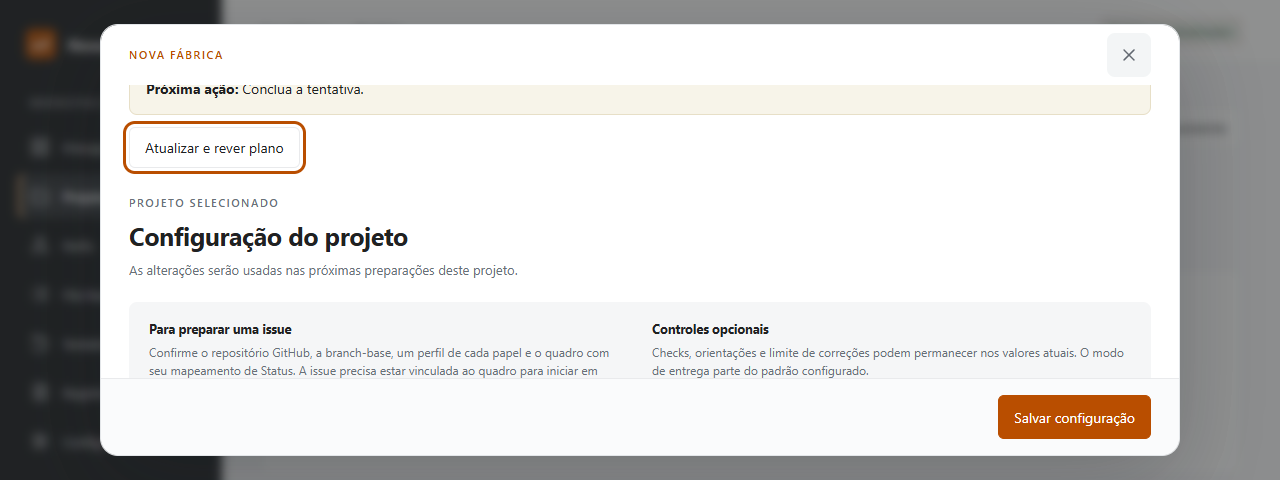 NOVA FÁBRICA
Próxima ação: Conclua a tentativa.
Atualizar e rever plano
PROJETO SELECIONADO
Configuração do projeto
As alterações serão usadas nas próximas preparações deste projeto.
Para preparar uma issue
Confirme o repositório GitHub, a branch-base, um perfil de cada papel e o quadro com
seu mapeamento de Status. A issue precisa estar vinculada ao quadro para iniciar em
Controles opcionais
Checks, orientações e limite de correções podem permanecer nos valores atuais. O modo
de entrega parte do padrão configurado.
Salvar configuração